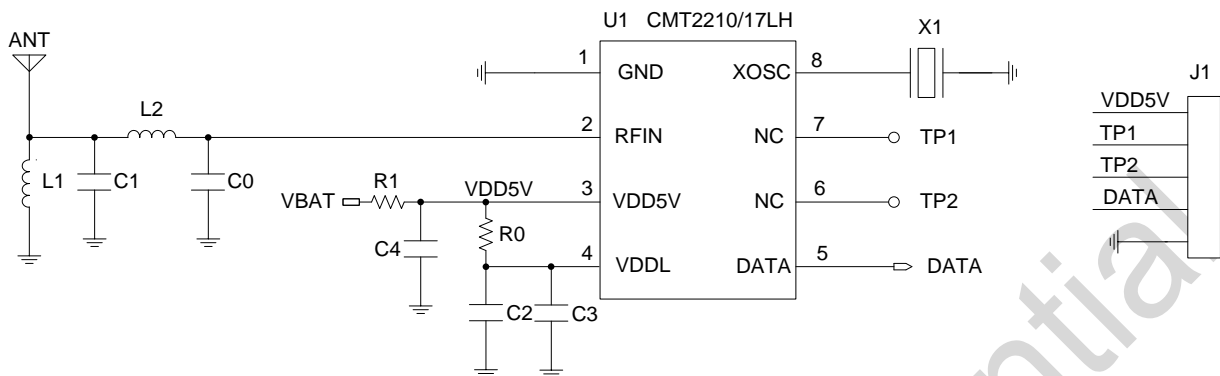 U1 CMT2210/17LH
ANT
X1
1
GND
XOSC
8
J1
VDD5V
L2
2
RFIN
NC
7
TP1
TP1
L1
C1
C0
TP2
R1
VDD5V
3
VBAT
VDD5V
NC
6
TP2
DATA
R0
C4
4
VDDL
DATA
5
DATA
C2
C3